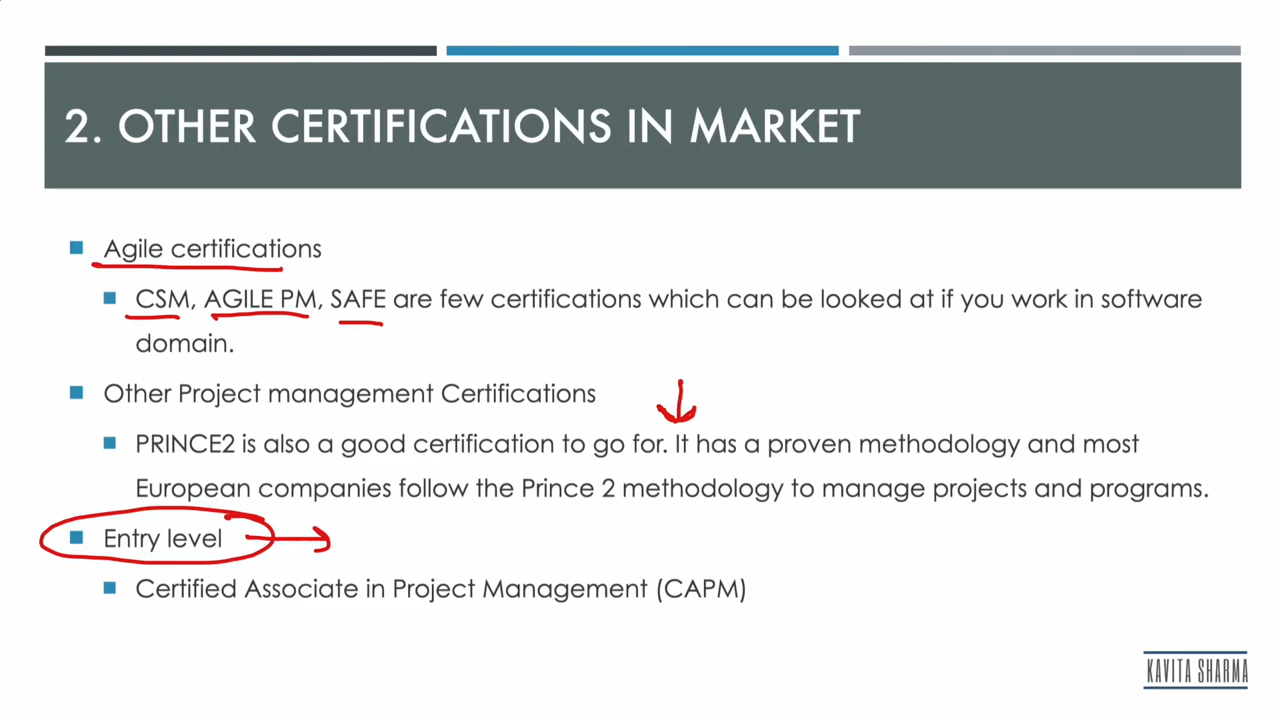 2. OTHER CERTIFICATIONS IN MARKET
Agile certifications
CSM, AGILE PM, SAFE are few certifications which can be looked at if you work in software
domain.
Other Project management Certifications
PRINCE2 is also a good certification to go for. It has a proven methodology and most
European companies follow the Prince 2 methodology to manage projects and programs.
Entry level
Certified Associate in Project Management (CAPM)
KAVITA SHARMA